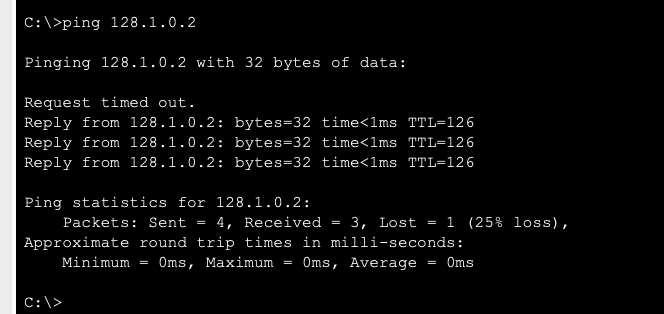 C:\>ping 128.1.0.2
Pinging 128.1.0.2 with 32 bytes of data:
Request timed out.
Reply from 128.1.0.2: bytes=32 time<1ms TTL=126
Reply from 128.1.0.2: bytes=32 time<1ms TTL=126
Reply from 128.1.0.2: bytes=32 time<1ms TTL=126
Ping statistics for 128.1.0.2:
    Packets: Sent = 4, Received = 3, Lost = 1 (25% loss),
Approximate round trip times in milli-seconds:
    Minimum = 0ms, Maximum = 0ms, Average = 0ms
C:\>